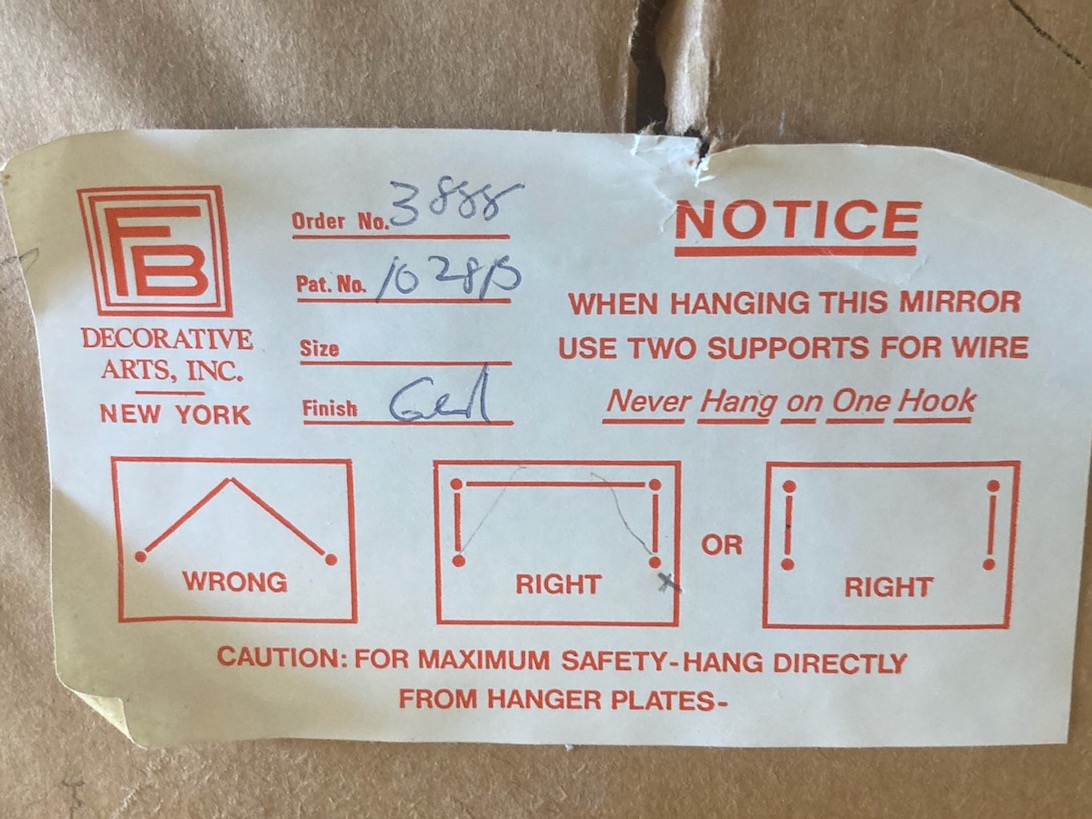 FB
DECORATIVE
ARTS, INC.
NEW YORK
Order No. 3888
Pat. No.
Size
Finish
NOTICE
WHEN HANGING THIS MIRROR
USE TWO SUPPORTS FOR WIRE
Never Hang on One Hook
WRONG
RIGHT
OR
RIGHT
CAUTION: FOR MAXIMUM SAFETY-HANG DIRECTLY
FROM HANGER PLATES-